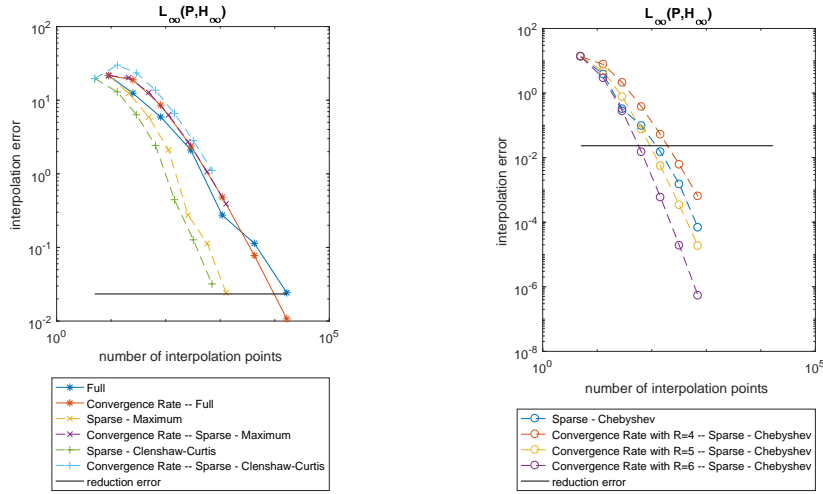 L∞(P,H∞)
10^2
10^1
10^0
10^-1
10^-2
interpolation error
10^0
10^5
number of interpolation points
Full
Convergence Rate -- Full
Sparse - Maximum
Convergence Rate -- Sparse - Maximum
Sparse - Clenshaw-Curtis
Convergence Rate -- Sparse - Clenshaw-Curtis
reduction error
L∞(P,H∞)
10^2
10^0
10^-2
10^-4
10^-6
10^-8
interpolation error
10^0
10^5
number of interpolation points
Sparse - Chebyshev
Convergence Rate with R=4 -- Sparse - Chebyshev
Convergence Rate with R=5 -- Sparse - Chebyshev
Convergence Rate with R=6 -- Sparse - Chebyshev
reduction error